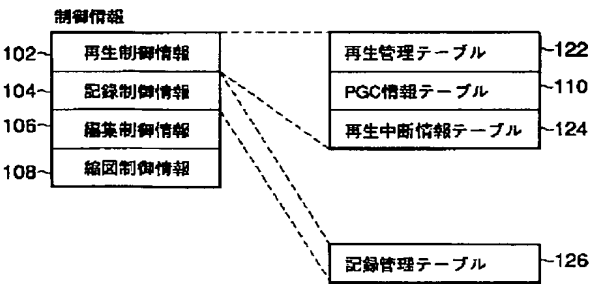 制御情報
102 再生制御情報
104 記録制御情報
106 編集制御情報
108 縮図制御情報
再生管理テーブル 122
PGC情報テーブル 110
再生中断情報テーブル 124
記録管理テーブル 126